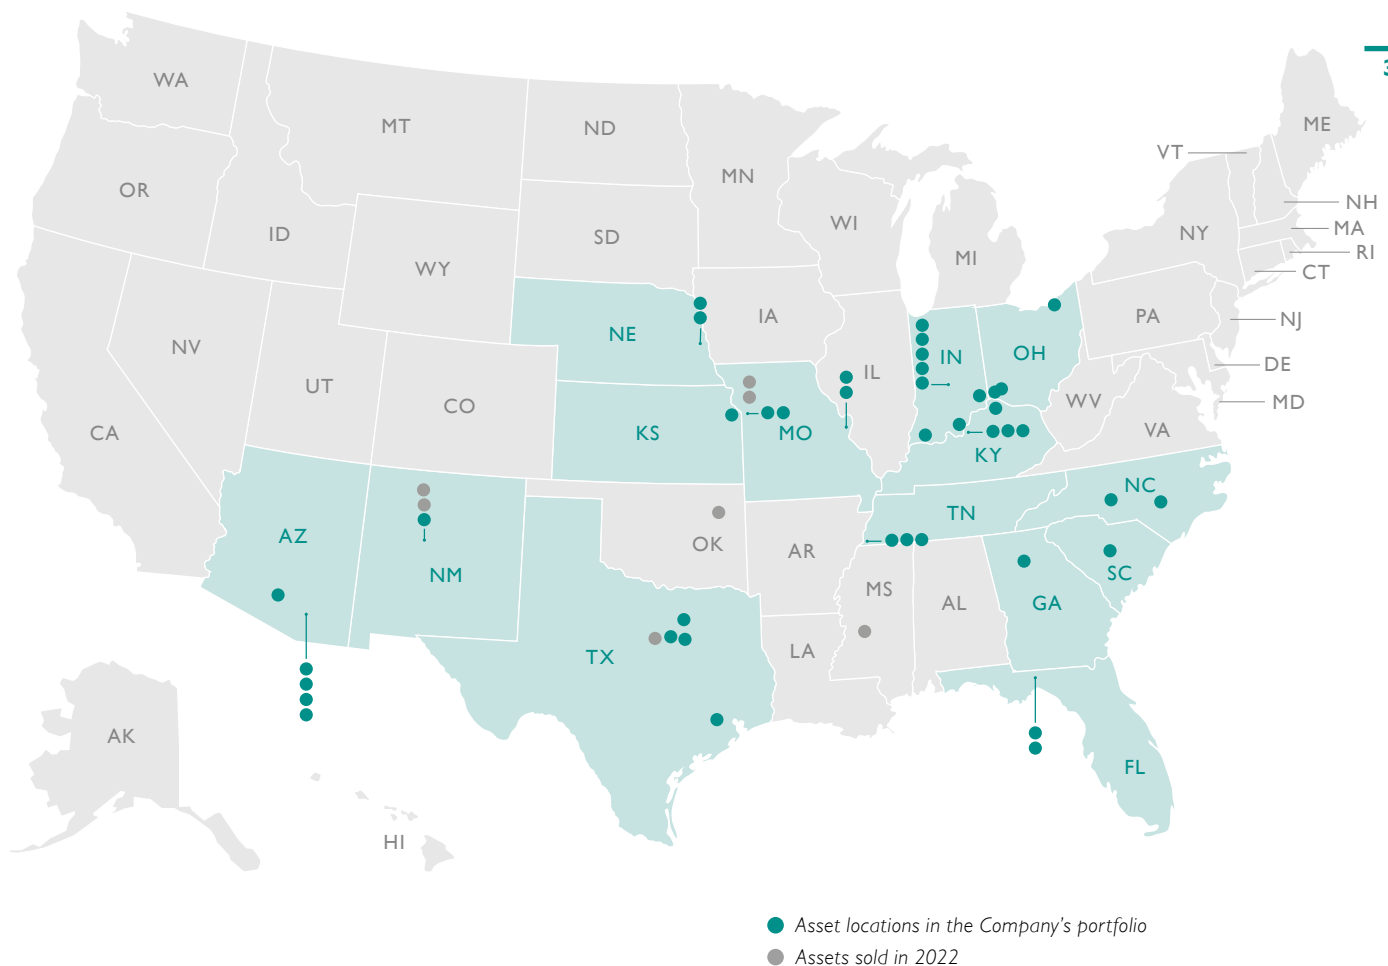 3
WA
MT
ND
MN
ME
VT
OR
ID
SD
WI
MI
NY
NH
MA
RI
CT
WY
IA
PA
NJ
NE
IN
OH
NV
UT
CO
IL
DE
WV
MD
CA
KS
MO
VA
KY
NC
TN
AZ
OK
AR
NM
SC
MS
AL
GA
TX
LA
AK
FL
HI
Asset locations in the Company’s portfolio
Assets sold in 2022